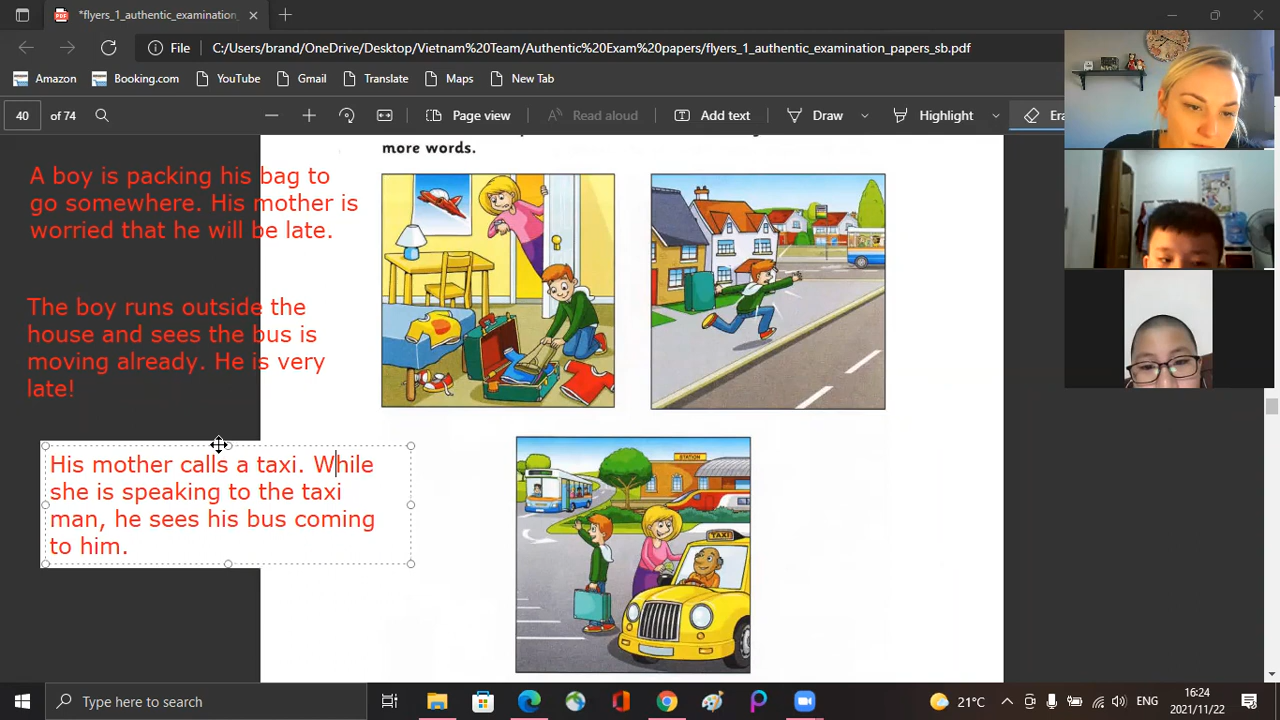 *flyers_1_authentic_examination_
File
C:/Users/brand/OneDrive/Desktop/Vietnam%20Team/Authentic%20Exam%20papers/flyers_1_authentic_examination_papers_sb.pdf
Amazon
Booking.com
YouTube
Gmail
Translate
Maps
New Tab
40 of 74
Page view
Read aloud
Add text
Draw
Highlight
Era
more words.
A boy is packing his bag to
go somewhere. His mother is
worried that he will be late.
The boy runs outside the
house and sees the bus is
moving already. He is very
late!
His mother calls a taxi. While
she is speaking to the taxi
man, he sees his bus coming
to him.
STATION
TAXI
Type here to search
21°C
ENG
16:24
2021/11/22